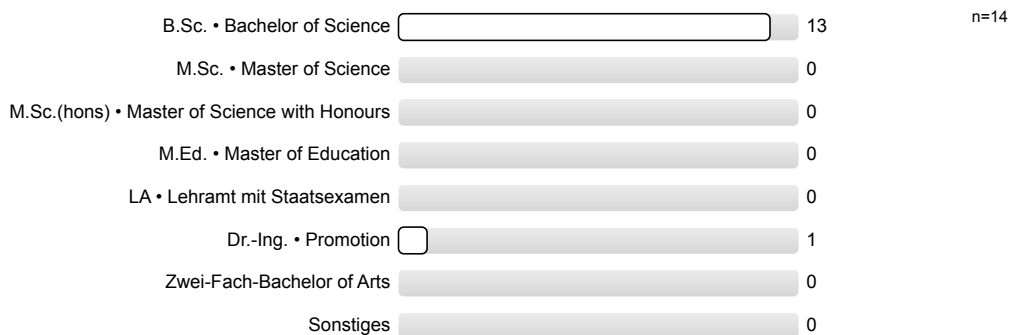 B.Sc. • Bachelor of Science 13 n=14
M.Sc. • Master of Science 0
M.Sc.(hons) • Master of Science with Honours 0
M.Ed. • Master of Education 0
LA • Lehramt mit Staatsexamen 0
Dr.-Ing. • Promotion 1
Zwei-Fach-Bachelor of Arts 0
Sonstiges 0